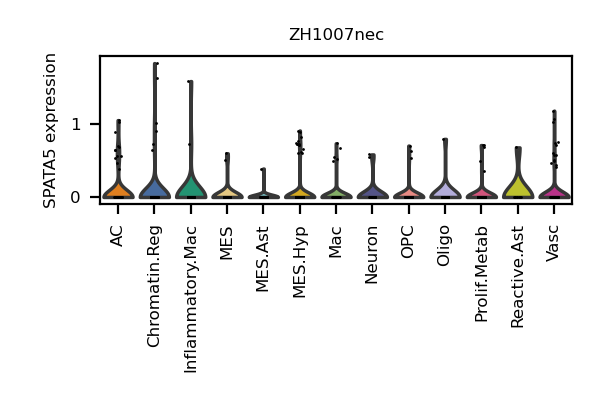 ZH1007nec
SPATA5 expression
1
0
AC
Chromatin.Reg
Inflammatory.Mac
MES
MES.Ast
MES.Hyp
Mac
Neuron
OPC
Oligo
Prolif.Metab
Reactive.Ast
Vasc